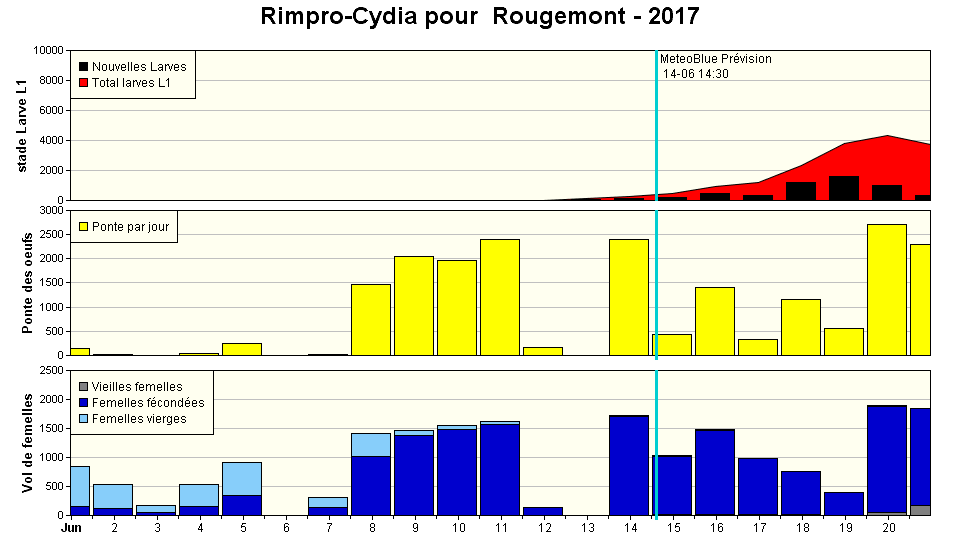 Rimpro-Cydia pour Rougemont - 2017
stade Larve L1
10000
8000
6000
4000
2000
0
Nouvelles Larves
Total larves L1
MeteoBlue Prévision
14-06 14:30
Ponte des oeufs
3000
2500
2000
1500
1000
500
0
Ponte par jour
Vol de femelles
2500
2000
1500
1000
500
0
Vieilles femelles
Femelles fécondées
Femelles vierges
Jun 2 3 4 5 6 7 8 9 10 11 12 13 14 15 16 17 18 19 20